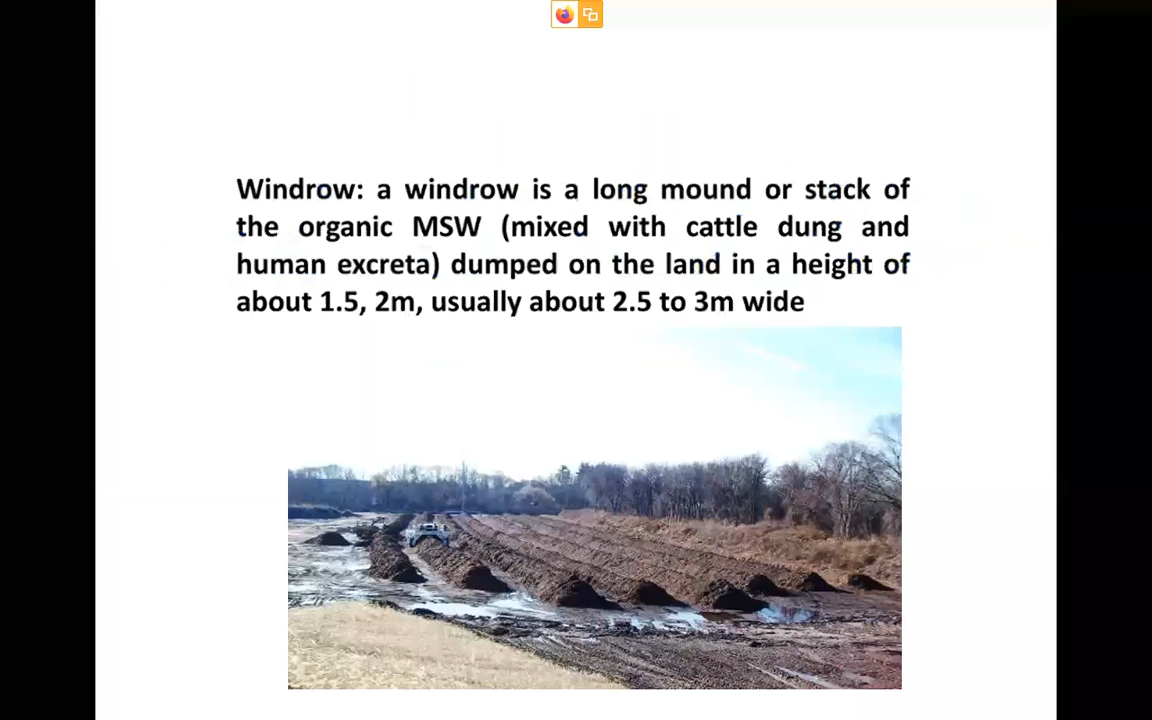 Windrow: a windrow is a long mound or stack of
the organic MSW (mixed with cattle dung and
human excreta) dumped on the land in a height of
about 1.5, 2m, usually about 2.5 to 3m wide